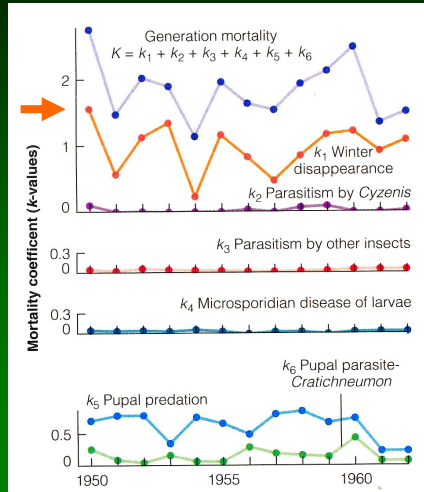 Generation mortality
K = k1 + k2 + k3 + k4 + k5 + k6
2
1
k1 Winter
disappearance
k2 Parasitism by Cyzenis
0
Mortality coefficent (k-values)
k3 Parasitism by other insects
0.3
0
k4 Microsporidian disease of larvae
0.3
0
k6 Pupal parasite-
Cratichneumon
k5 Pupal predation
0.5
0
1950
1955
1960